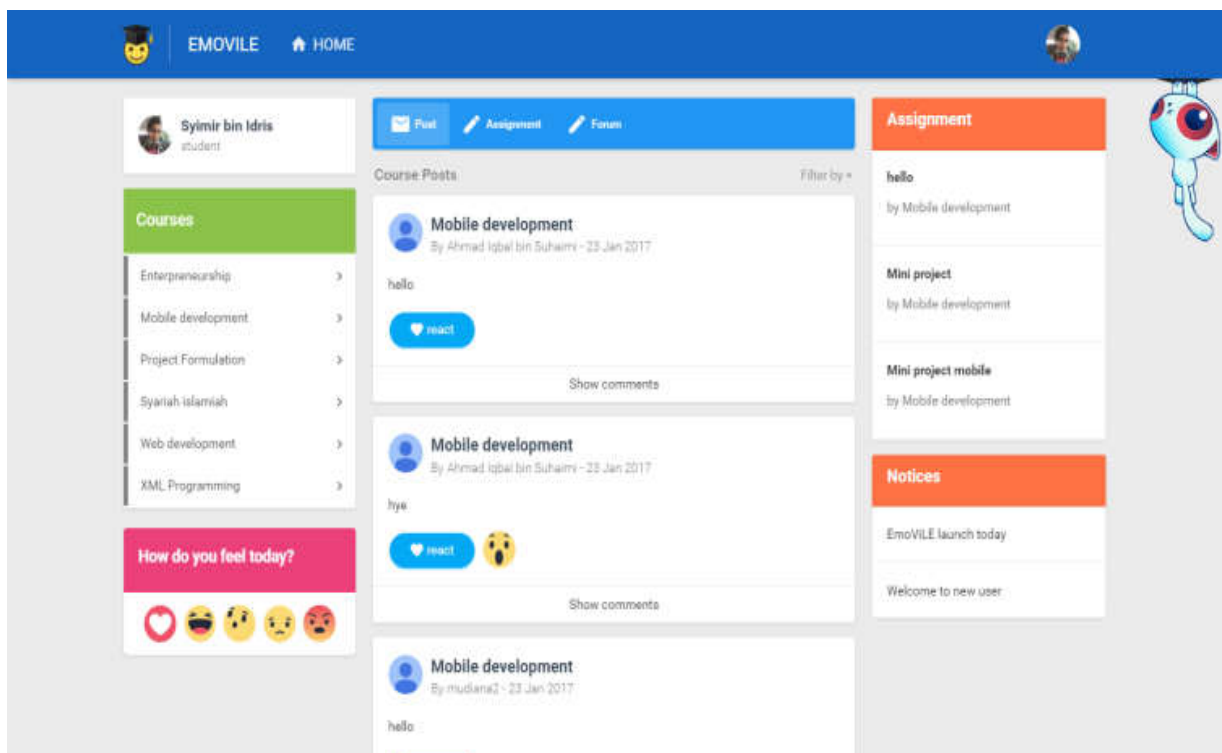 EMOVILE
HOME
Syimir bin Idris
student
Courses
Enterpreneurship
Mobile development
Project Formulation
Syariah islamiah
Web development
XML Programming
How do you feel today?
Post
Assignment
Forum
Course Posts
Filter by
Mobile development
By Ahmad Iqbal bin Suhaimi - 23 Jan 2017
hello
react
Show comments
Mobile development
By Ahmad Iqbal bin Suhaimi - 23 Jan 2017
hye
react
Show comments
Mobile development
By mudiana2 - 23 Jan 2017
hello
Assignment
hello
by Mobile development
Mini project
by Mobile development
Mini project mobile
by Mobile development
Notices
EmoViLE launch today
Welcome to new user